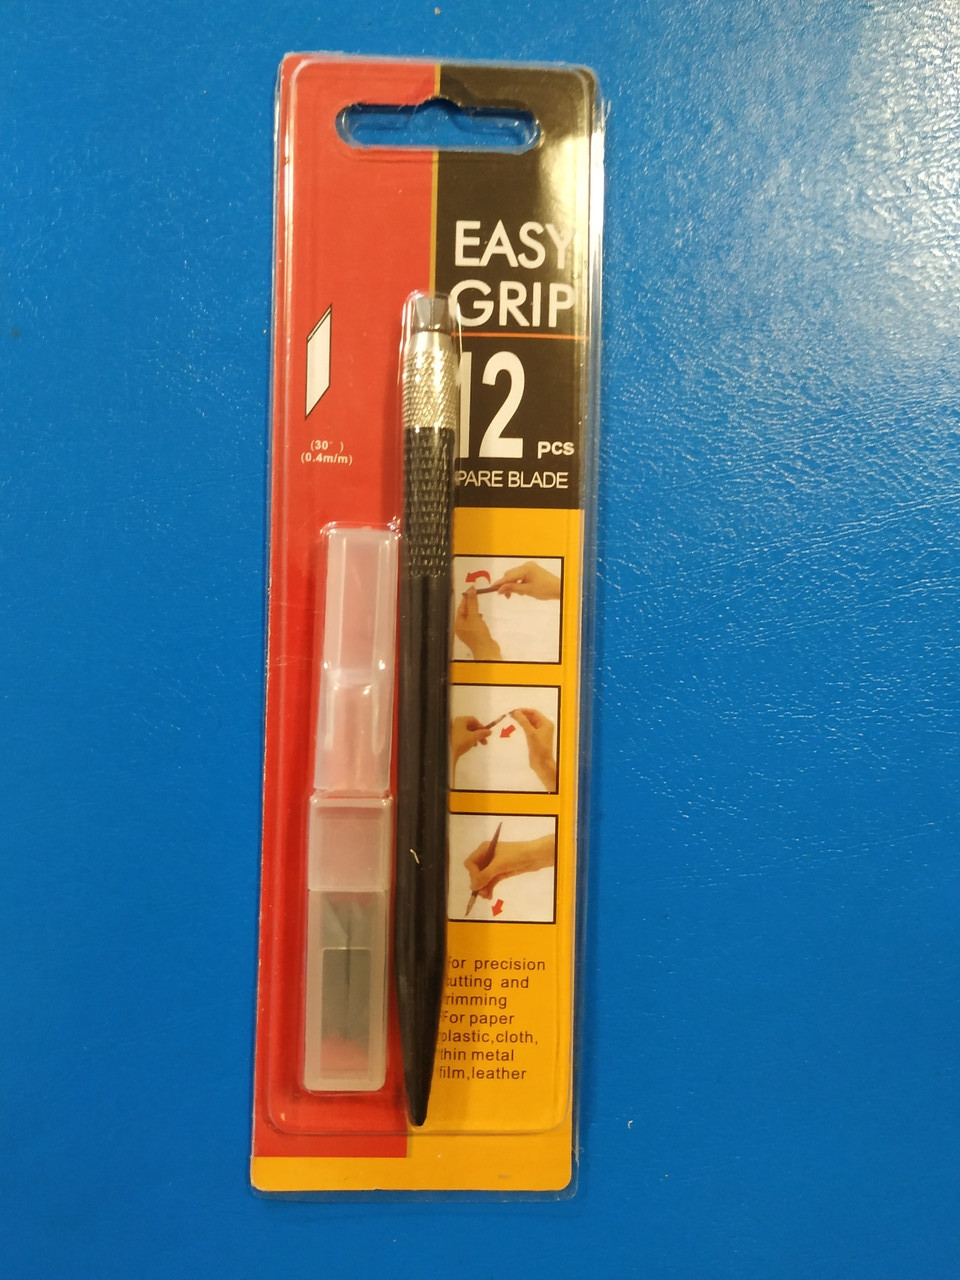 EASY
GRIP
12 pcs
PARE BLADE
(30° )
(0.4m/m)
for precision
cutting and
rimming
For paper
plastic,cloth,
thin metal
film,leather